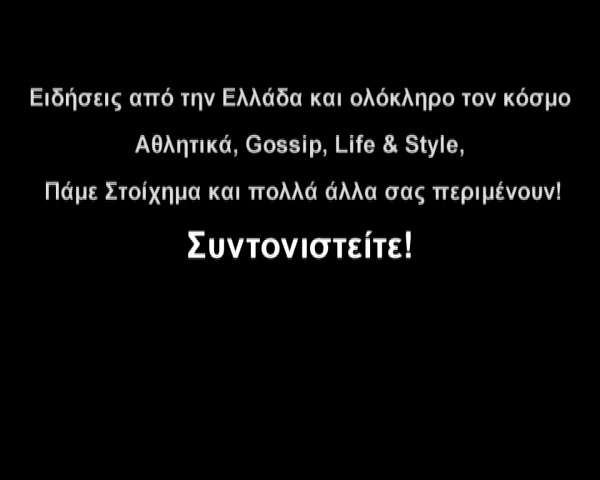 Ειδήσεις από την Ελλάδα και ολόκληρο τον κόσμο
Αθλητικά, Gossip, Life & Style,
Πάμε Στοίχημα και πολλά άλλα σας περιμένουν!
Συντονιστείτε!